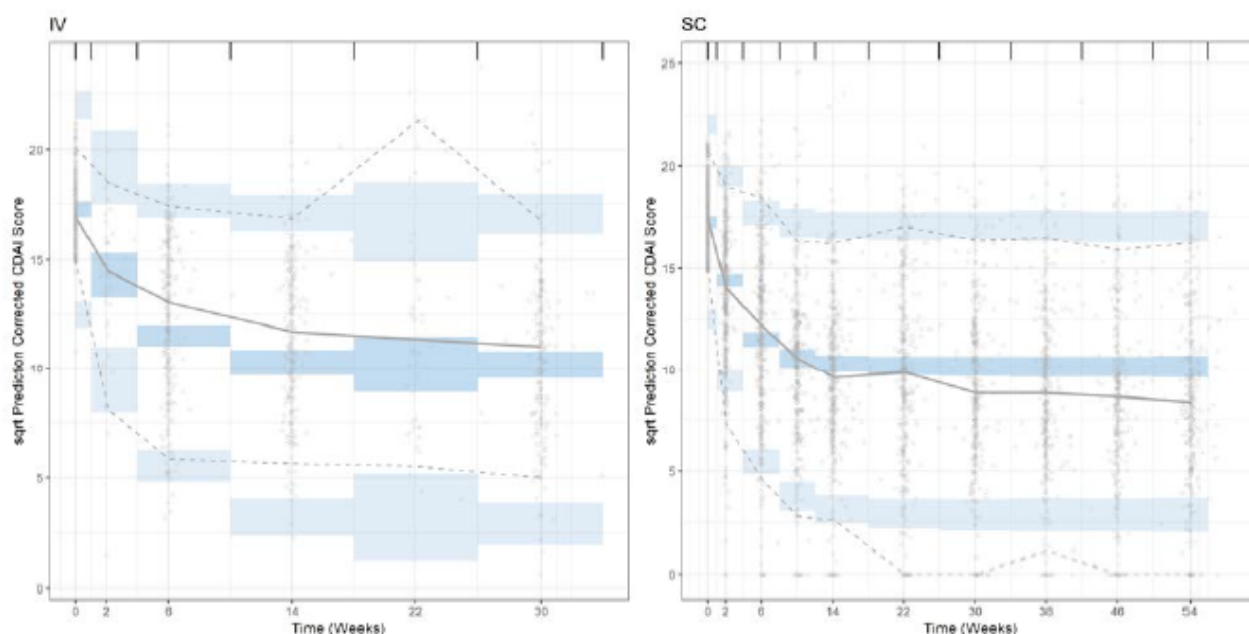 IV
sqrt Prediction Corrected CDAI Score
20
15
10
5
0
0 2 6 14 22 30
Time (Weeks)
SC
sqrt Prediction Corrected CDAI Score
25
20
15
10
5
0
0 2 6 14 22 30 38 46 54
Time (Weeks)